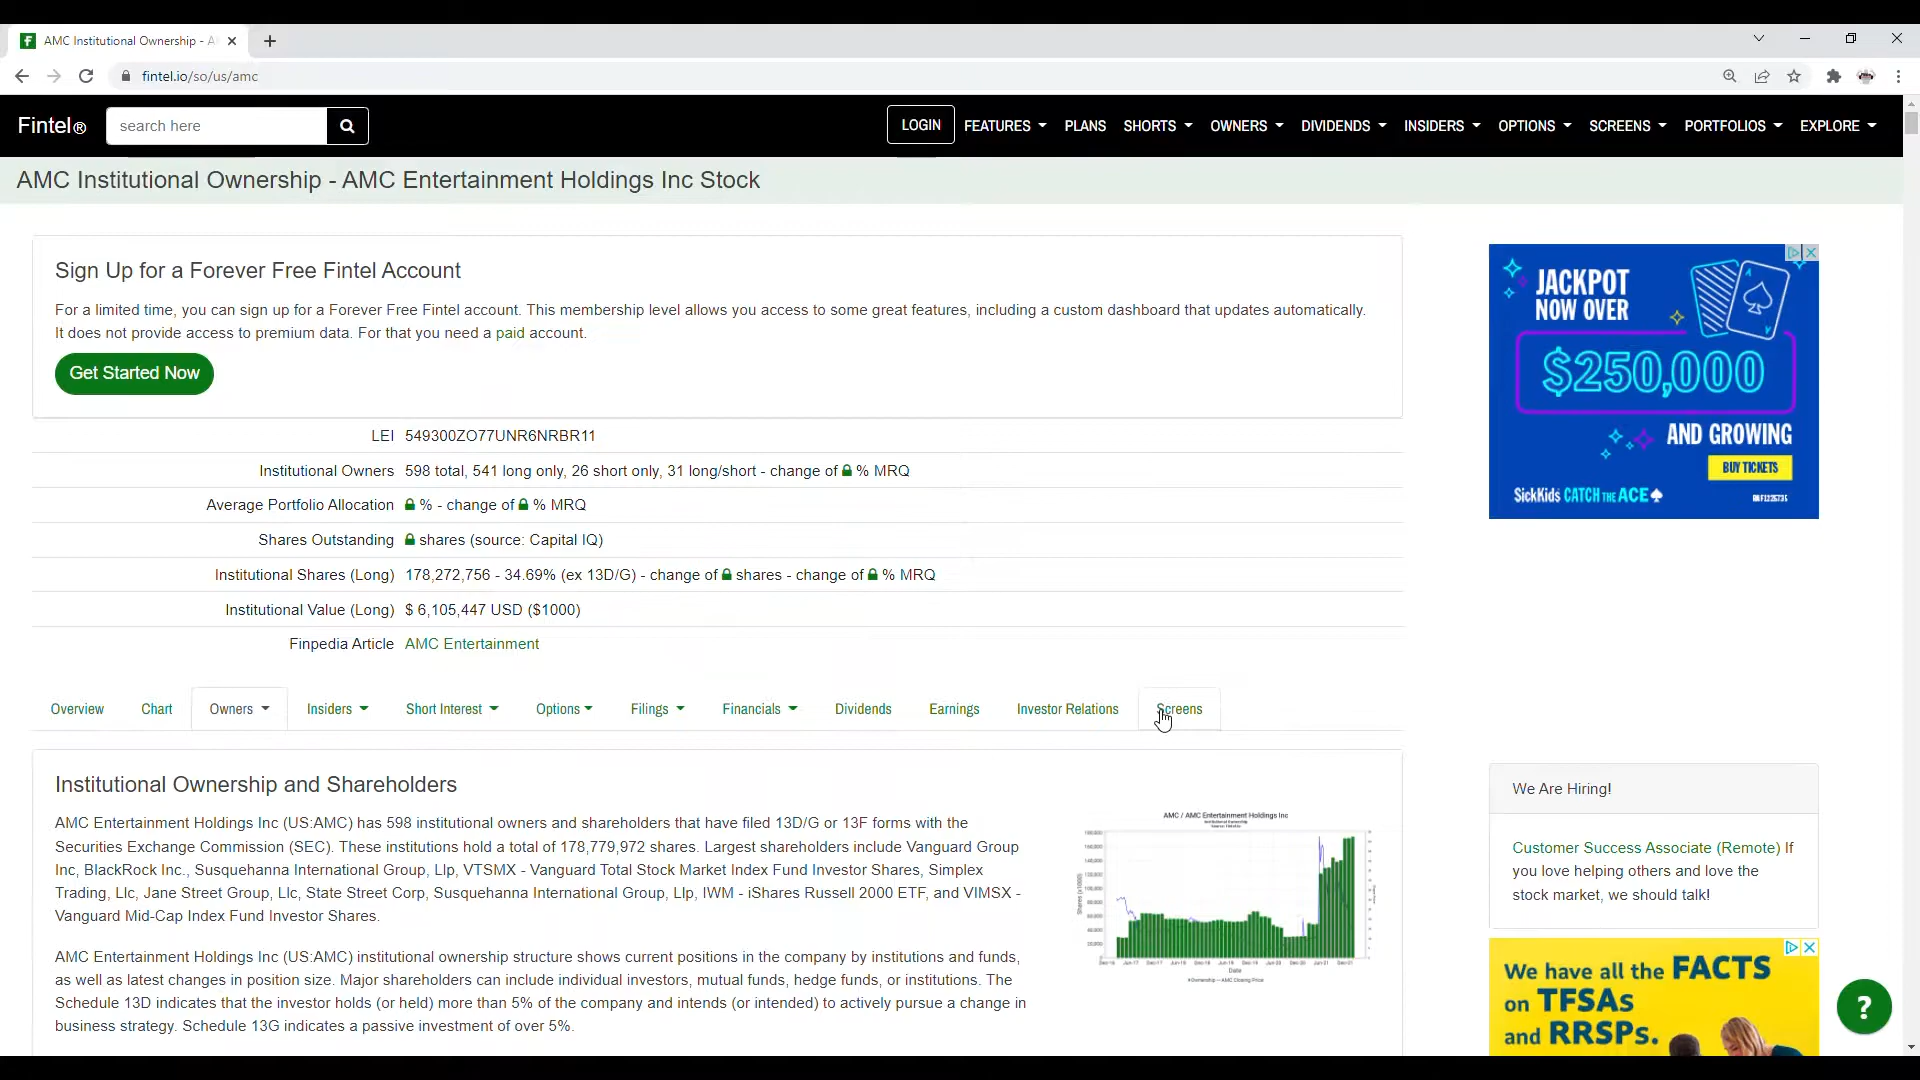 AMC Institutional Ownership - A
fintel.io/so/us/amc
Fintel®
search here
LOGIN
FEATURES
PLANS
SHORTS
OWNERS
DIVIDENDS
INSIDERS
OPTIONS
SCREENS
PORTFOLIOS
EXPLORE
AMC Institutional Ownership - AMC Entertainment Holdings Inc Stock
Sign Up for a Forever Free Fintel Account
For a limited time, you can sign up for a Forever Free Fintel account. This membership level allows you access to some great features, including a custom dashboard that updates automatically.
It does not provide access to premium data. For that you need a paid account.
Get Started Now
LEI 549300ZO77UNR6NRBR11
Institutional Owners 598 total, 541 long only, 26 short only, 31 long/short - change of % MRQ
Average Portfolio Allocation % - change of % MRQ
Shares Outstanding shares (source: Capital IQ)
Institutional Shares (Long) 178,272,756 - 34.69% (ex 13D/G) - change of shares - change of % MRQ
Institutional Value (Long) $ 6,105,447 USD ($1000)
Finpedia Article AMC Entertainment
JACKPOT
NOW OVER
A
$250,000
AND GROWING
BUY TICKETS
SickKids CATCH THE ACE
Overview
Chart
Owners
Insiders
Short Interest
Options
Filings
Financials
Dividends
Earnings
Investor Relations
Screens
Institutional Ownership and Shareholders
AMC Entertainment Holdings Inc (US:AMC) has 598 institutional owners and shareholders that have filed 13D/G or 13F forms with the
Securities Exchange Commission (SEC). These institutions hold a total of 178,779,972 shares. Largest shareholders include Vanguard Group
Inc, BlackRock Inc., Susquehanna International Group, Llp, VTSMX - Vanguard Total Stock Market Index Fund Investor Shares, Simplex
Trading, Llc, Jane Street Group, Llc, State Street Corp, Susquehanna International Group, Llp, IWM - iShares Russell 2000 ETF, and VIMSX -
Vanguard Mid-Cap Index Fund Investor Shares.
AMC Entertainment Holdings Inc (US:AMC) institutional ownership structure shows current positions in the company by institutions and funds,
as well as latest changes in position size. Major shareholders can include individual investors, mutual funds, hedge funds, or institutions. The
Schedule 13D indicates that the investor holds (or held) more than 5% of the company and intends (or intended) to actively pursue a change in
business strategy. Schedule 13G indicates a passive investment of over 5%.
AMC / AMC Entertainment Holdings Inc
Institutional Ownership
Shares (x1000)
Date
We Are Hiring!
Customer Success Associate (Remote) If
you love helping others and love the
stock market, we should talk!
We have all the FACTS
on TFSAs
and RRSPs.
?